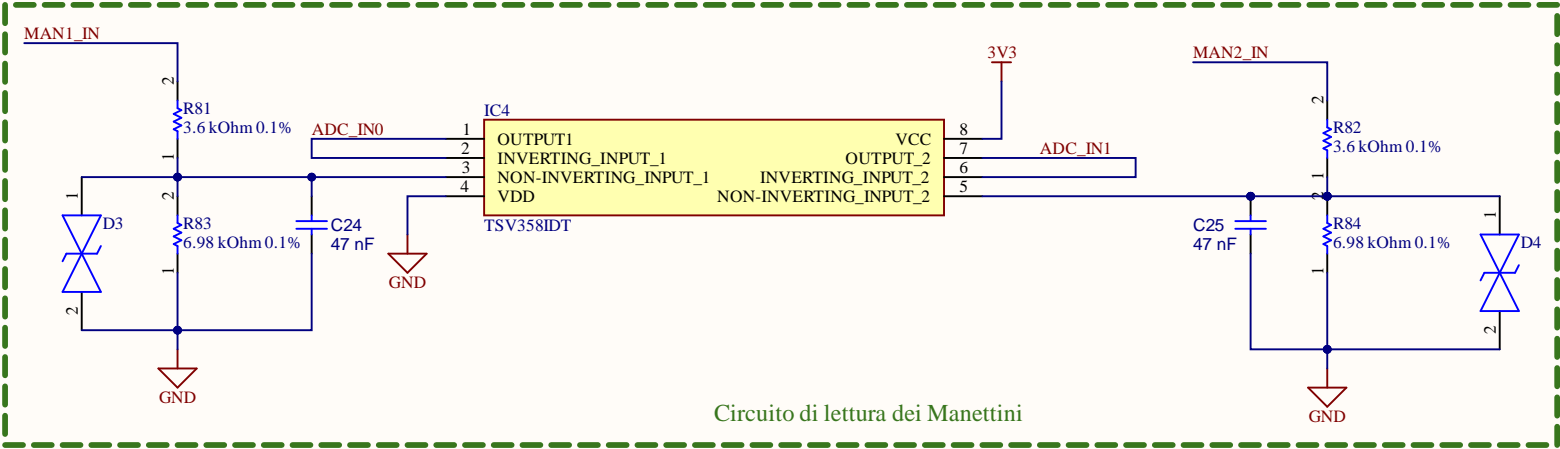 MAN1_IN
2
R81
3.6 kOhm 0.1%
1
1
D3
2
2
R83
6.98 kOhm 0.1%
1
GND
C24
47 nF
ADC_IN0
GND
IC4
1 OUTPUT1
2 INVERTING_INPUT_1
3 NON-INVERTING_INPUT_1
4 VDD
VCC 8
OUTPUT_2 7
INVERTING_INPUT_2 6
NON-INVERTING_INPUT_2 5
TSV358IDT
3V3
ADC_IN1
MAN2_IN
2
R82
3.6 kOhm 0.1%
1
C25
47 nF
2
R84
6.98 kOhm 0.1%
1
1
D4
2
GND
Circuito di lettura dei Manettini